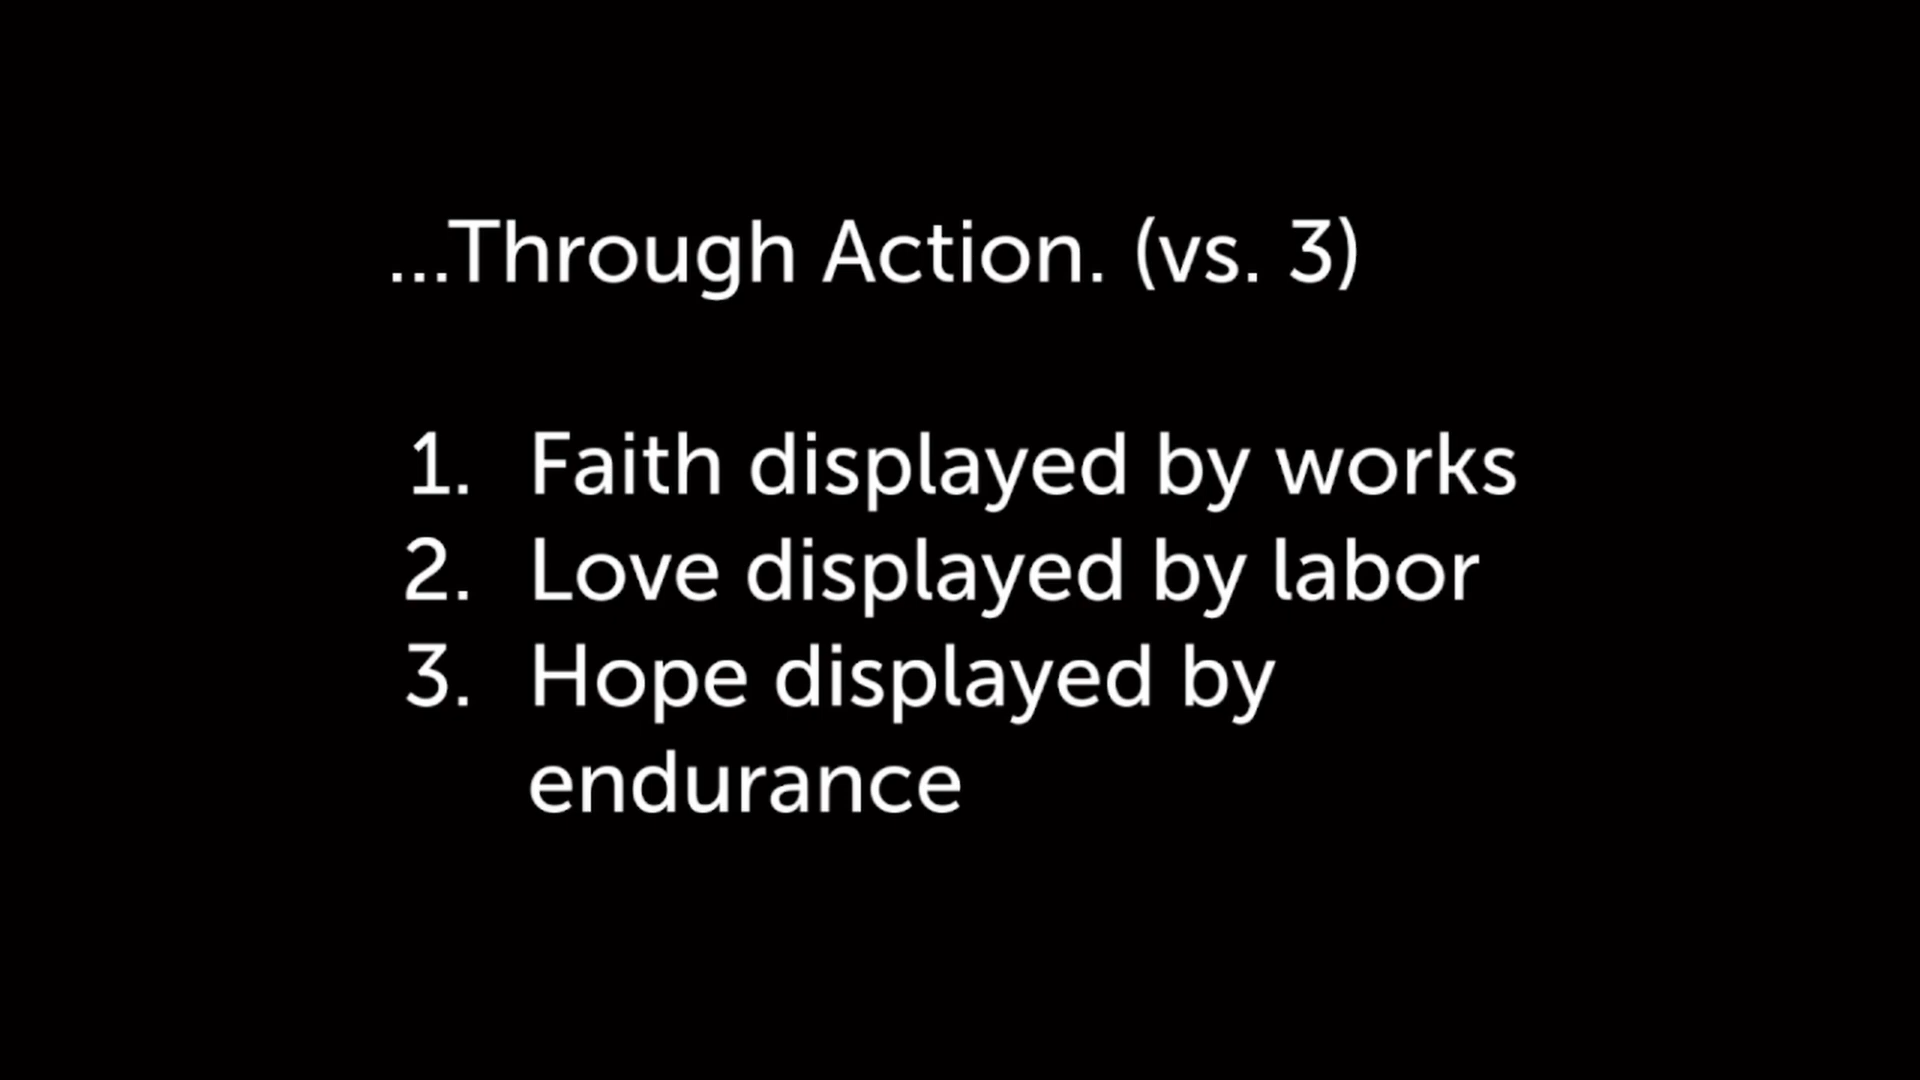 ...Through Action. (vs. 3)
1. Faith displayed by works
2. Love displayed by labor
3. Hope displayed by
endurance